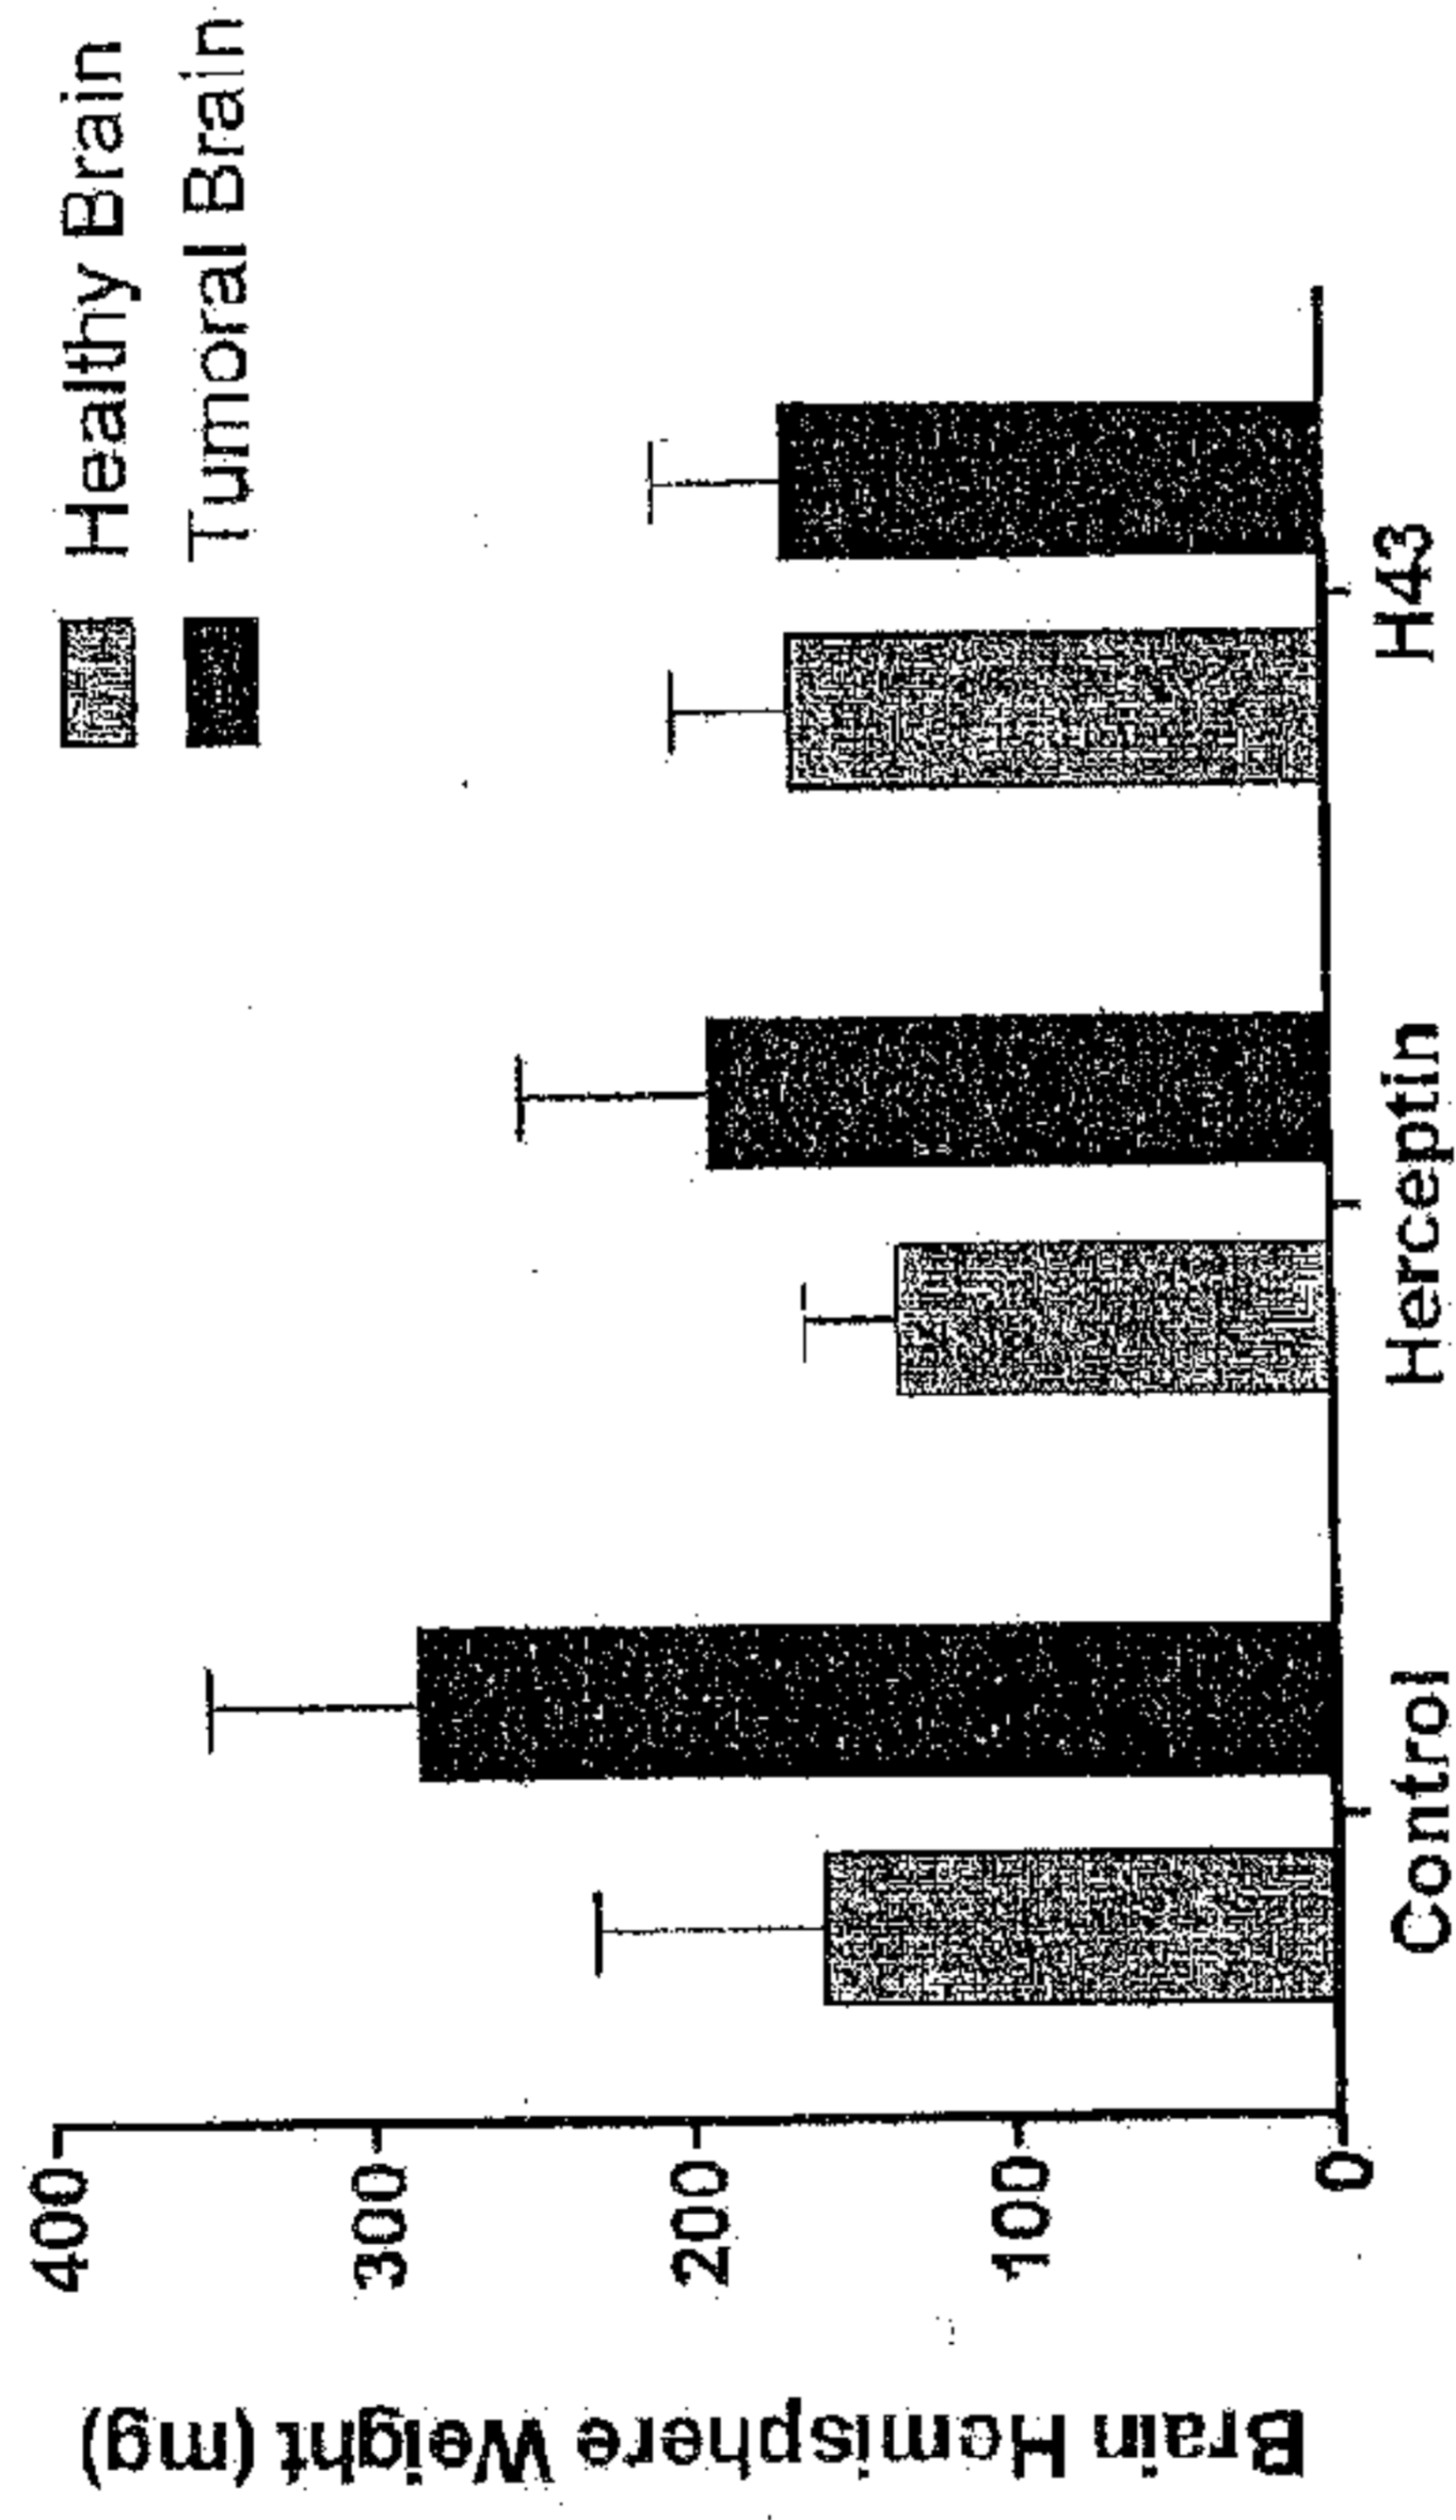 Healthy Brain
Tumoral Brain
Brain Hemisphere Weight (mg)
400
300
200
100
0
Control
Herceptin
H43